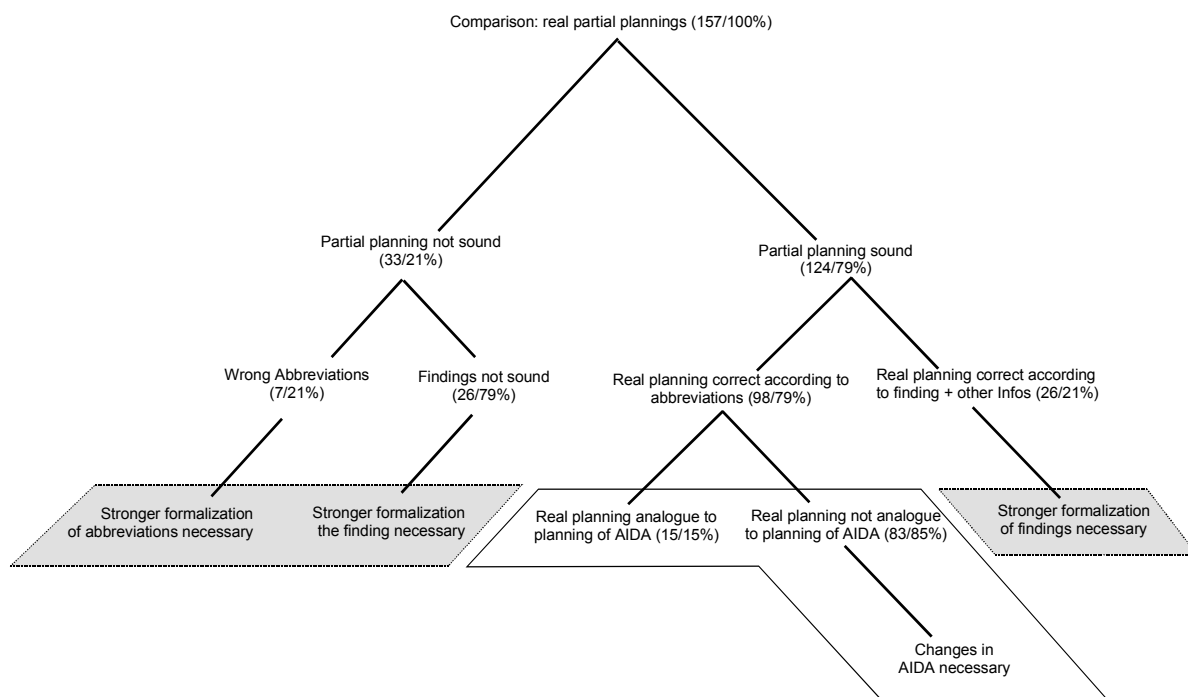 Comparison: real partial plannings (157/100%)
Partial planning not sound
(33/21%)
Partial planning sound
(124/79%)
Wrong Abbreviations
(7/21%)
Findings not sound
(26/79%)
Real planning correct according to
abbreviations (98/79%)
Real planning correct according
to finding + other Infos (26/21%)
Stronger formalization
of abbreviations necessary
Stronger formalization
the finding necessary
Real planning analogue to
planning of AIDA (15/15%)
Real planning not analogue
to planning of AIDA (83/85%)
Stronger formalization
of findings necessary
Changes in
AIDA necessary